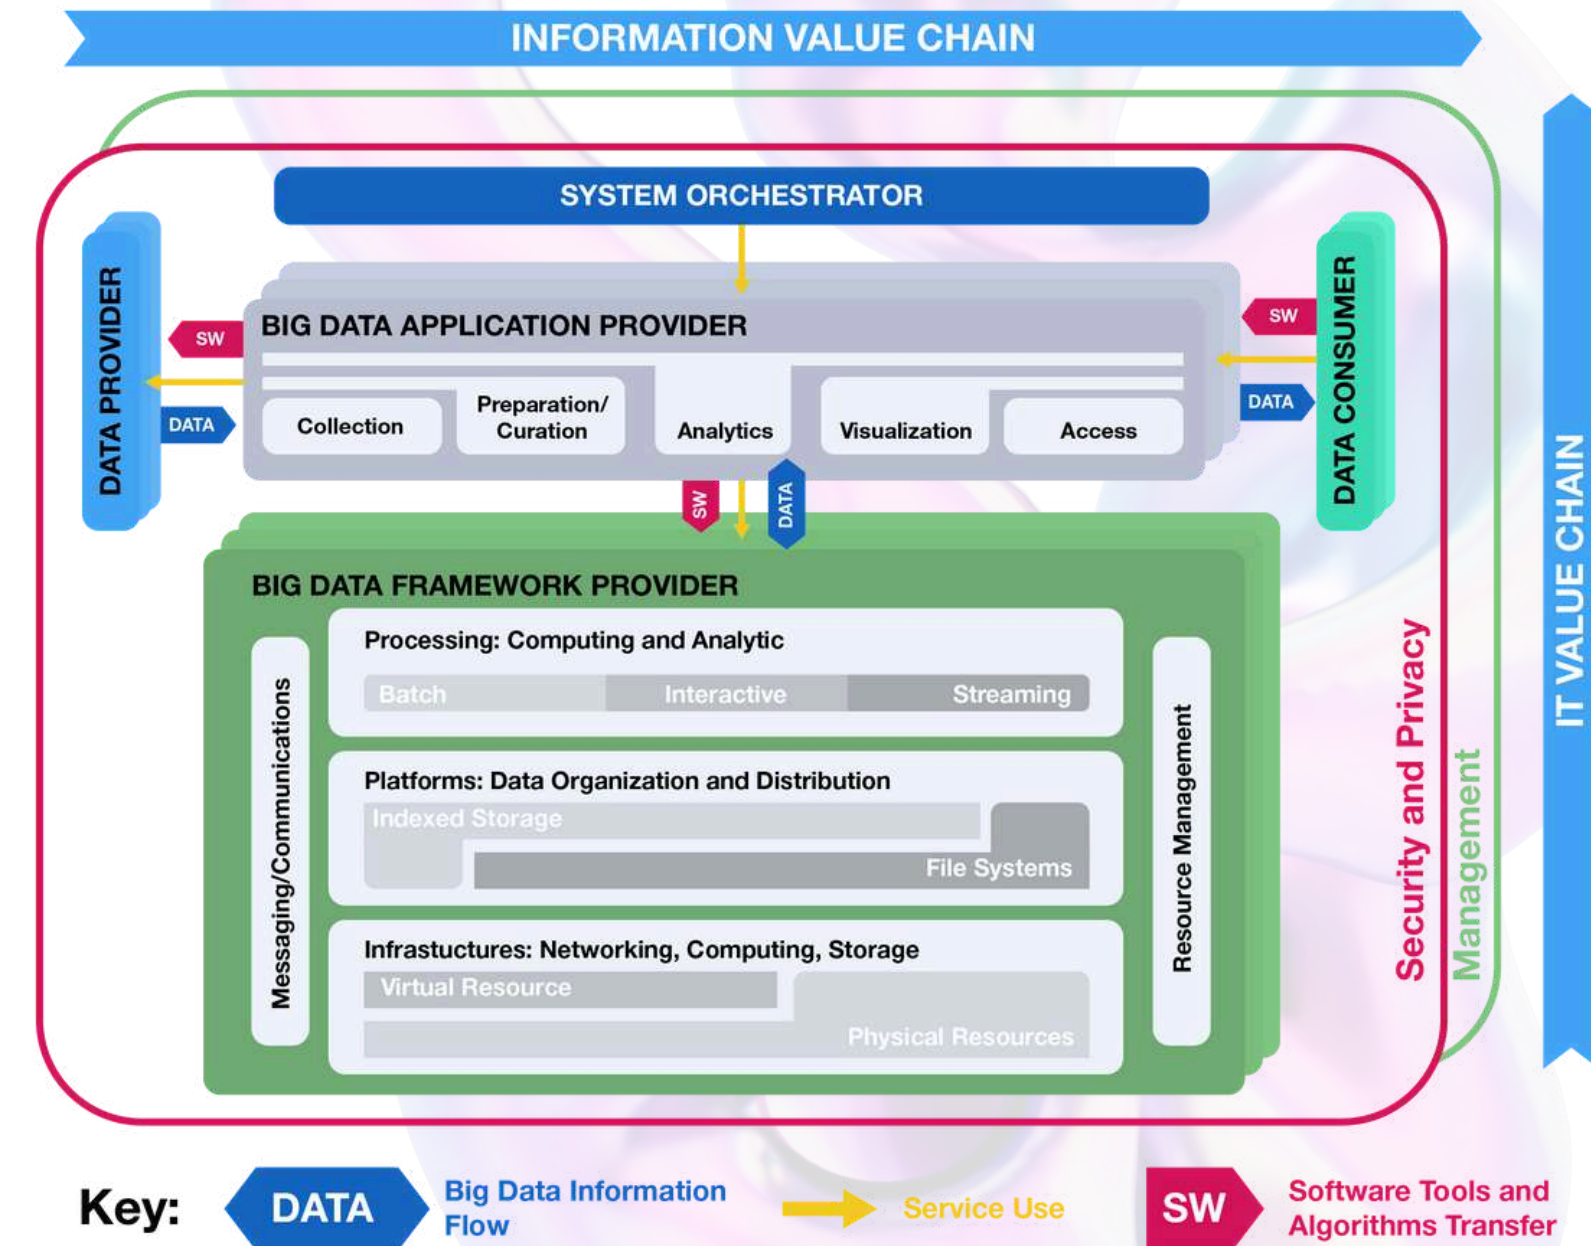 INFORMATION VALUE CHAIN
SYSTEM ORCHESTRATOR
DATA PROVIDER
SW
DATA
BIG DATA APPLICATION PROVIDER
Collection
Preparation/
Curation
Analytics
Visualization
Access
SW
DATA
DATA CONSUMER
SW
DATA
BIG DATA FRAMEWORK PROVIDER
Messaging/Communications
Processing: Computing and Analytic
Batch
Interactive
Streaming
Platforms: Data Organization and Distribution
Indexed Storage
File Systems
Infrastuctures: Networking, Computing, Storage
Virtual Resource
Physical Resources
Resource Management
Security and Privacy
Management
IT VALUE CHAIN
Key:
DATA
Big Data Information
Flow
Service Use
SW
Software Tools and
Algorithms Transfer